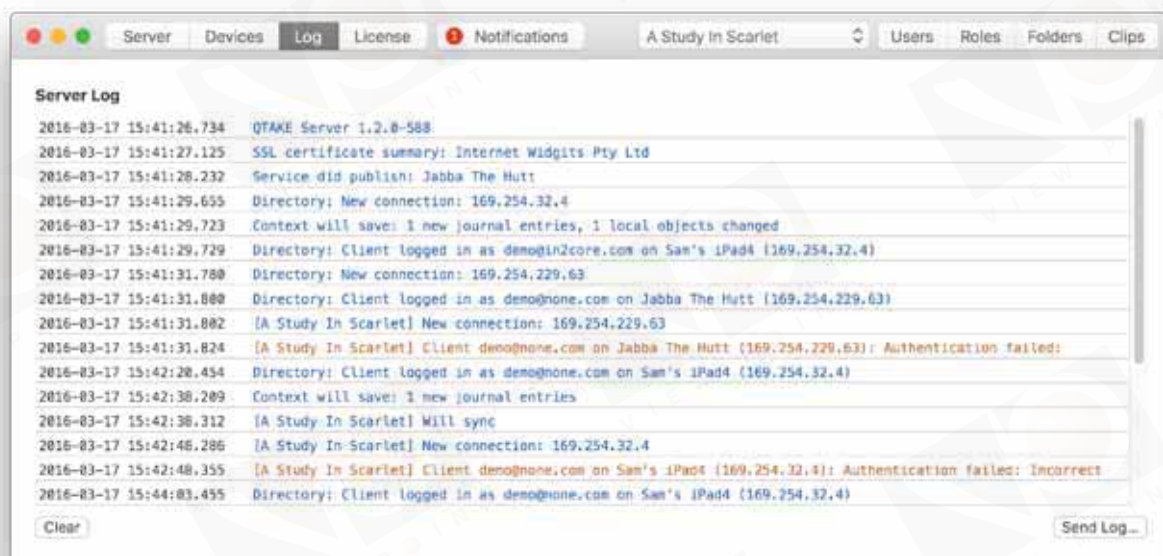 Server Devices Log License 1 Notifications A Study In Scarlet Users Roles Folders Clips
Server Log
2016-03-17 15:41:26.734 QTAKE Server 1.2.0-588
2016-03-17 15:41:27.125 SSL certificate summary: Internet Widgits Pty Ltd
2016-03-17 15:41:28.232 Service did publish: Jabba The Hutt
2016-03-17 15:41:29.655 Directory: New connection: 169.254.32.4
2016-03-17 15:41:29.723 Context will save: 1 new journal entries, 1 local objects changed
2016-03-17 15:41:29.729 Directory: Client logged in as demo@in2core.com on Sam's iPad4 (169.254.32.4)
2016-03-17 15:41:31.780 Directory: New connection: 169.254.229.63
2016-03-17 15:41:31.800 Directory: Client logged in as demo@none.com on Jabba The Hutt (169.254.229.63)
2016-03-17 15:41:31.802 [A Study In Scarlet] New connection: 169.254.229.63
2016-03-17 15:41:31.824 [A Study In Scarlet] Client demo@none.com on Jabba The Hutt (169.254.229.63): Authentication failed:
2016-03-17 15:42:20.454 Directory: Client logged in as demo@none.com on Sam's iPad4 (169.254.32.4)
2016-03-17 15:42:38.209 Context will save: 1 new journal entries
2016-03-17 15:42:38.312 [A Study In Scarlet] Will sync
2016-03-17 15:42:48.286 [A Study In Scarlet] New connection: 169.254.32.4
2016-03-17 15:42:48.355 [A Study In Scarlet] Client demo@none.com on Sam's iPad4 (169.254.32.4): Authentication failed: Incorrect
2016-03-17 15:44:03.455 Directory: Client logged in as demo@none.com on Sam's iPad4 (169.254.32.4)
Clear Send Log...